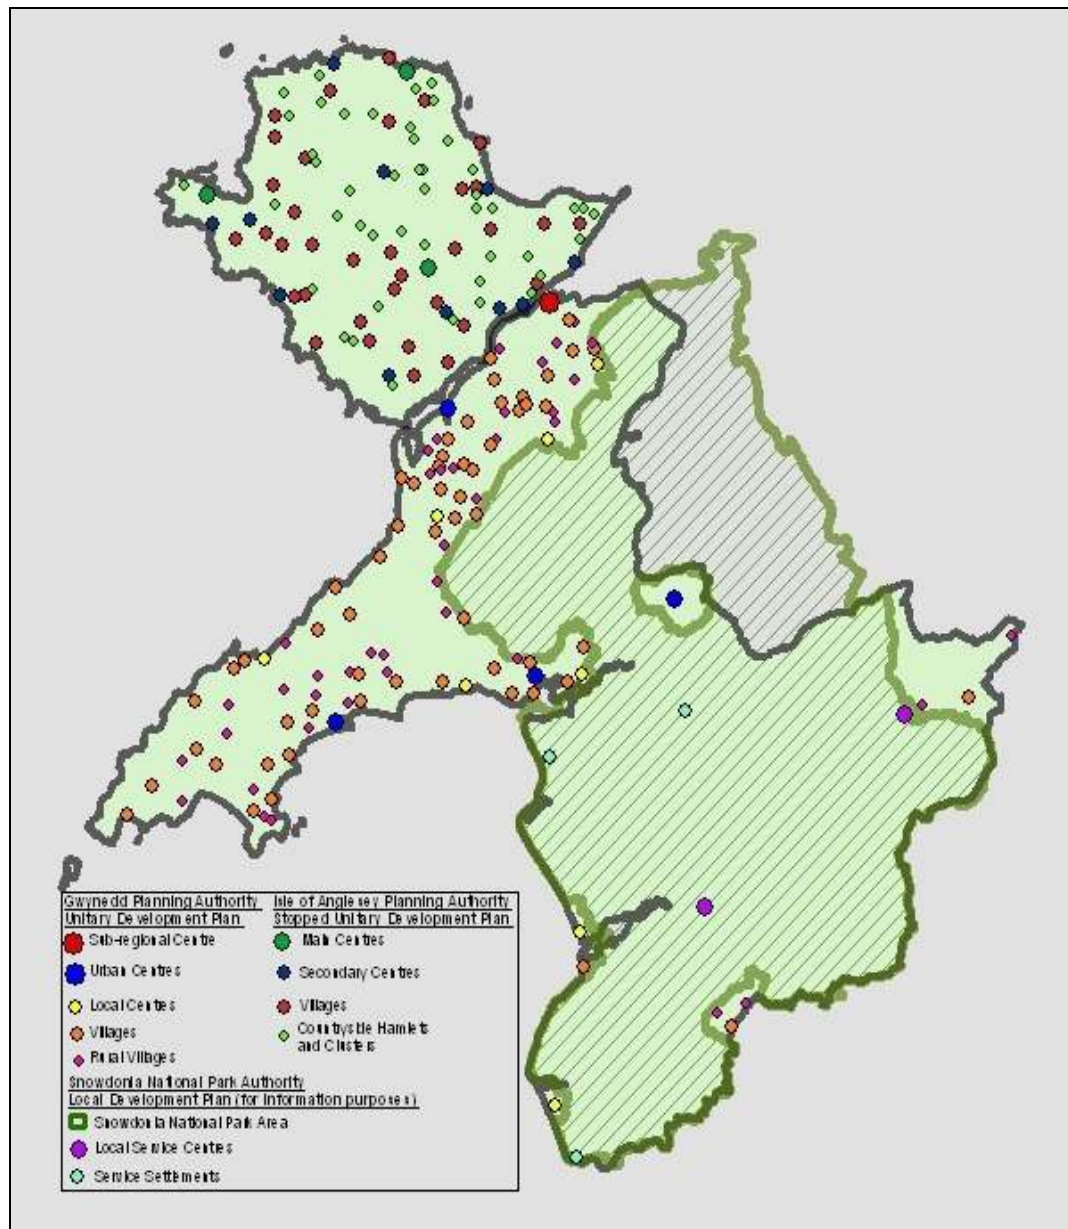 Gwynedd Planning Authority
Unitary Development Plan
Sub-regional Centre
Urban Centres
Local Centres
Villages
Rural Villages
Isle of Anglesey Planning Authority
Stopped Unitary Development Plan
Main Centres
Secondary Centres
Villages
Countryside Hamlets
and Clusters
Snowdonia National Park Authority
Local Development Plan (for information purposes)
Snowdonia National Park Area
Local Service Centres
Service Settlements